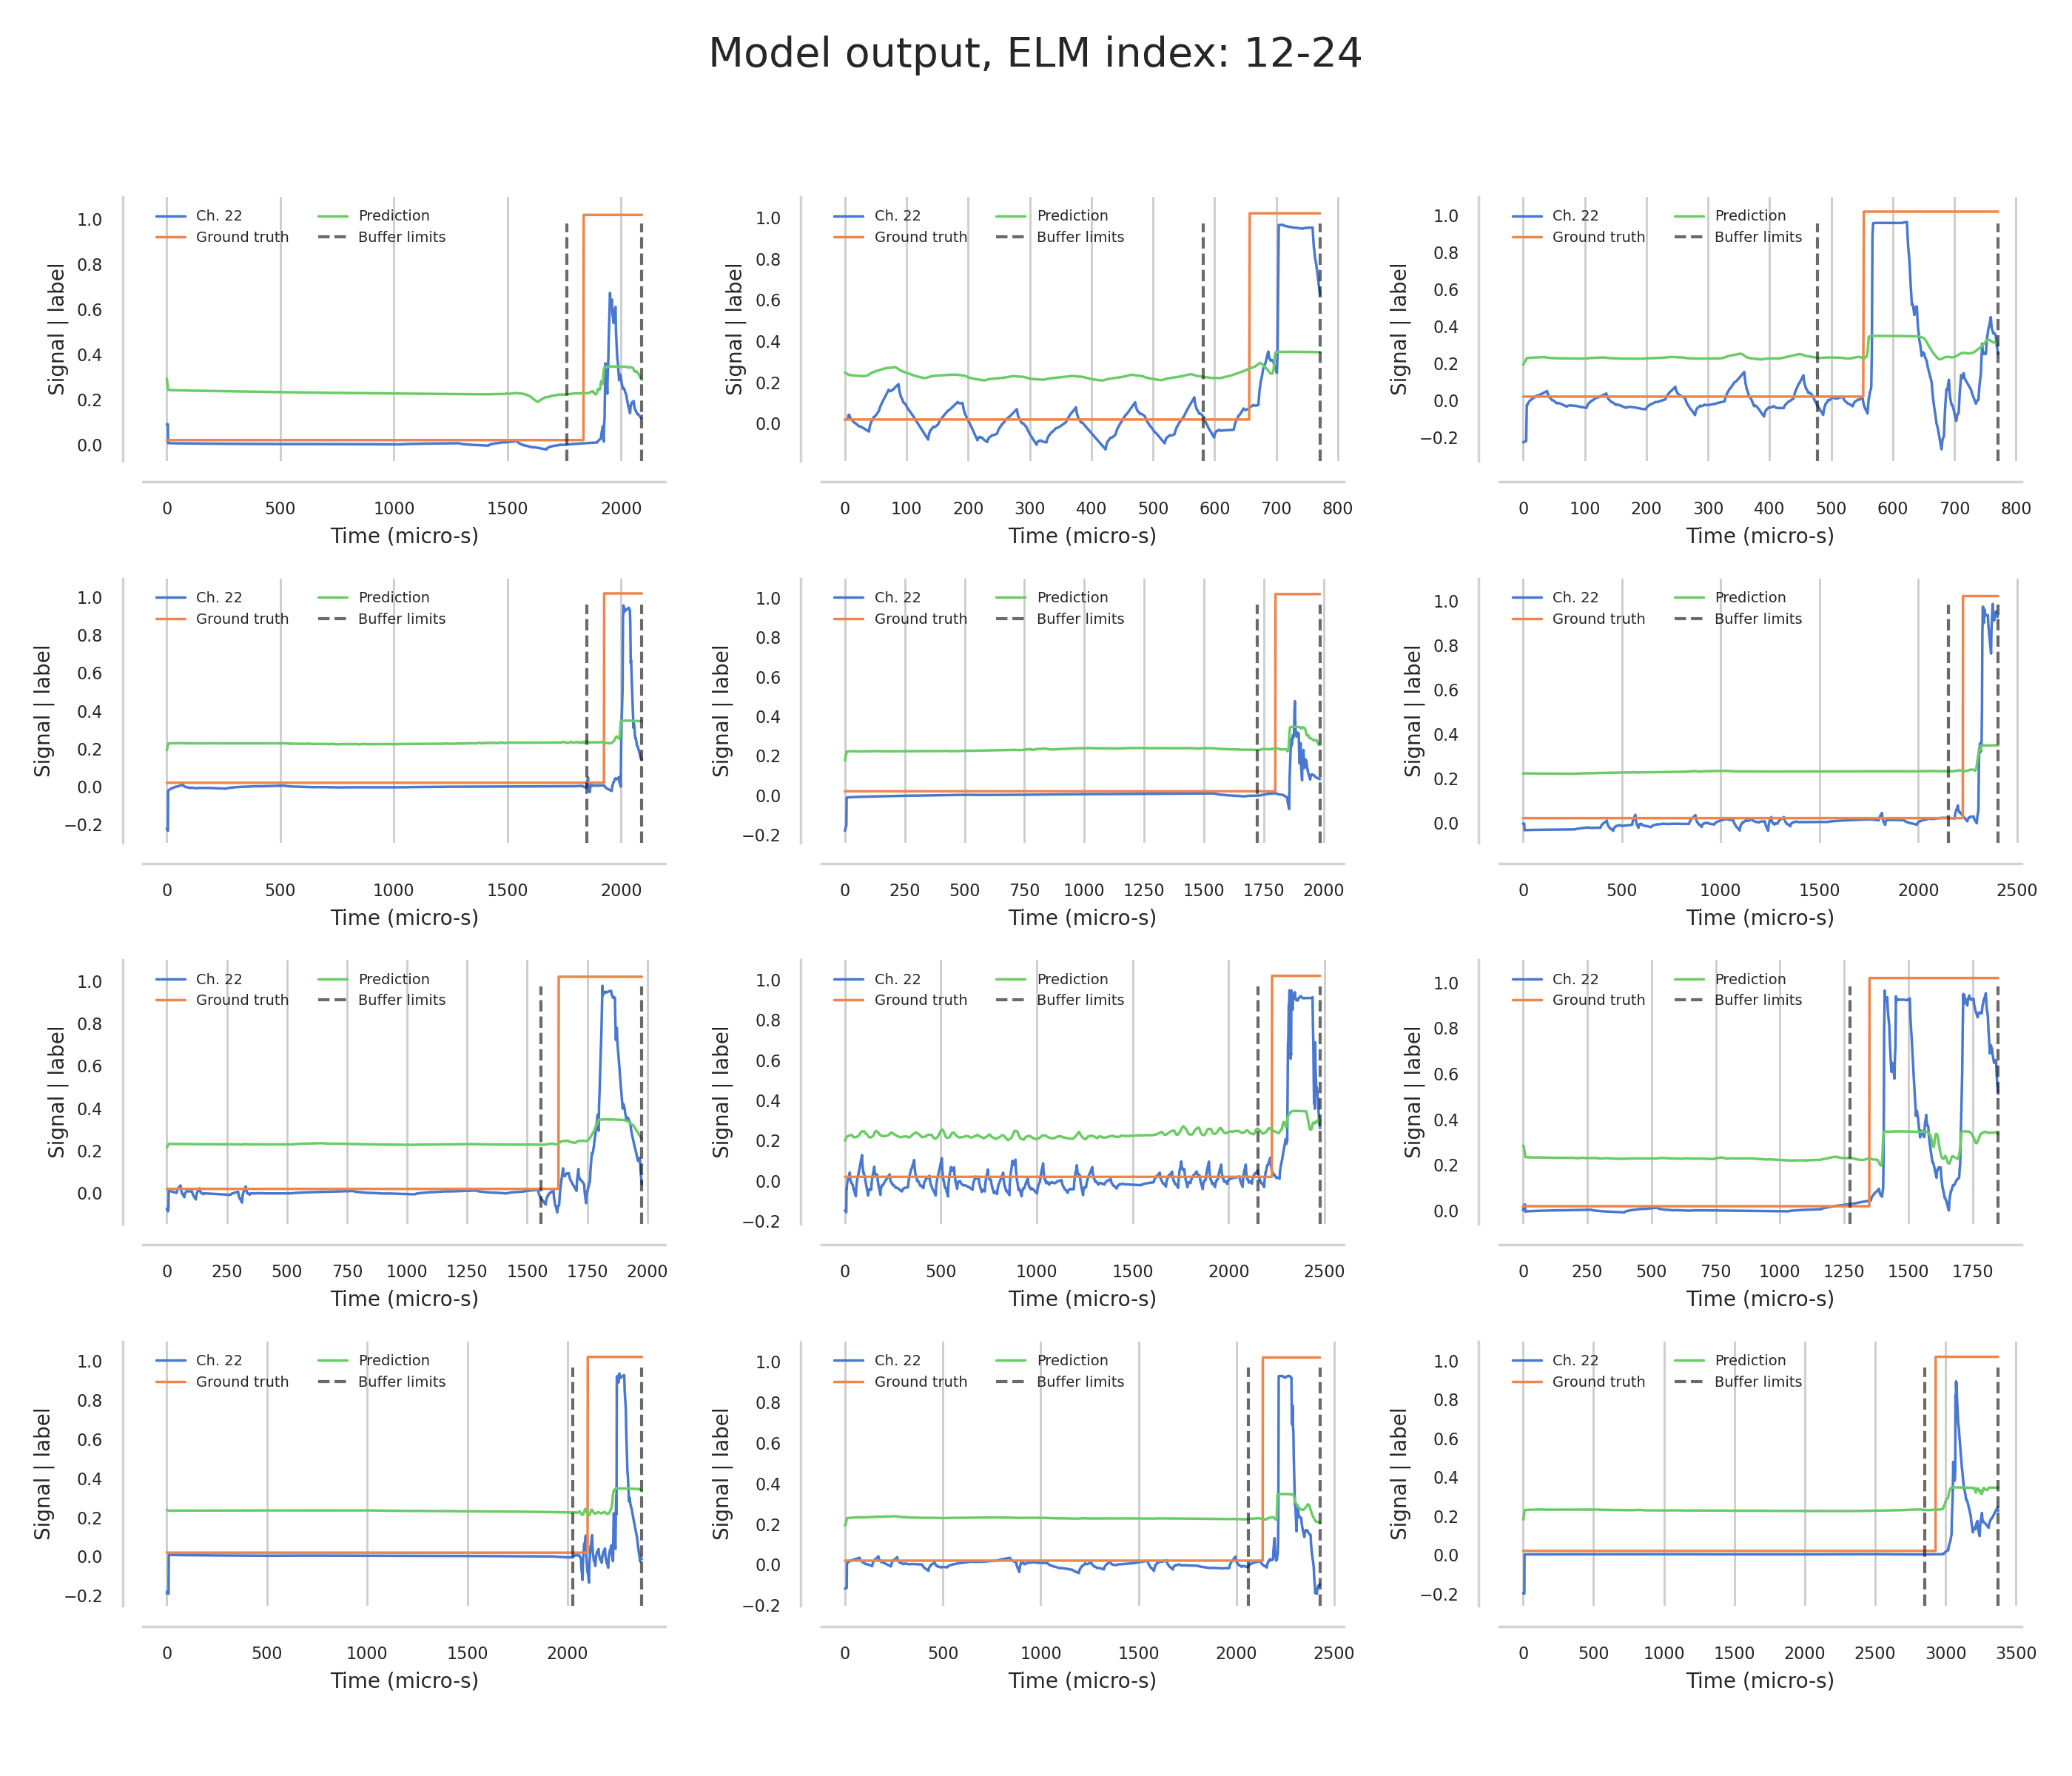 Model output, ELM index: 12-24
Ch. 22 Prediction
Ground truth Buffer limits
1.0
0.8
0.6
0.4
0.2
0.0
Signal | label
0 500 1000 1500 2000
Time (micro-s)
Ch. 22 Prediction
Ground truth Buffer limits
1.0
0.8
0.6
0.4
0.2
0.0
Signal | label
0 100 200 300 400 500 600 700 800
Time (micro-s)
Ch. 22 Prediction
Ground truth Buffer limits
1.0
0.8
0.6
0.4
0.2
0.0
−0.2
Signal | label
0 100 200 300 400 500 600 700 800
Time (micro-s)
Ch. 22 Prediction
Ground truth Buffer limits
1.0
0.8
0.6
0.4
0.2
0.0
−0.2
Signal | label
0 500 1000 1500 2000
Time (micro-s)
Ch. 22 Prediction
Ground truth Buffer limits
1.0
0.8
0.6
0.4
0.2
0.0
−0.2
Signal | label
0 250 500 750 1000 1250 1500 1750 2000
Time (micro-s)
Ch. 22 Prediction
Ground truth Buffer limits
1.0
0.8
0.6
0.4
0.2
0.0
Signal | label
0 500 1000 1500 2000 2500
Time (micro-s)
Ch. 22 Prediction
Ground truth Buffer limits
1.0
0.8
0.6
0.4
0.2
0.0
Signal | label
0 250 500 750 1000 1250 1500 1750 2000
Time (micro-s)
Ch. 22 Prediction
Ground truth Buffer limits
1.0
0.8
0.6
0.4
0.2
0.0
−0.2
Signal | label
0 500 1000 1500 2000 2500
Time (micro-s)
Ch. 22 Prediction
Ground truth Buffer limits
1.0
0.8
0.6
0.4
0.2
0.0
Signal | label
0 250 500 750 1000 1250 1500 1750
Time (micro-s)
Ch. 22 Prediction
Ground truth Buffer limits
1.0
0.8
0.6
0.4
0.2
0.0
−0.2
Signal | label
0 500 1000 1500 2000
Time (micro-s)
Ch. 22 Prediction
Ground truth Buffer limits
1.0
0.8
0.6
0.4
0.2
0.0
−0.2
Signal | label
0 500 1000 1500 2000 2500
Time (micro-s)
Ch. 22 Prediction
Ground truth Buffer limits
1.0
0.8
0.6
0.4
0.2
0.0
−0.2
Signal | label
0 500 1000 1500 2000 2500 3000 3500
Time (micro-s)